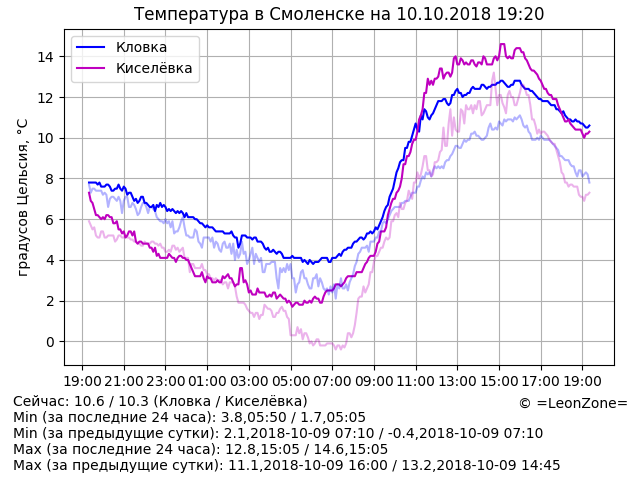 Температура в Смоленске на 10.10.2018 19:20
градусов Цельсия, °C
14
12
10
8
6
4
2
0
Кловка
Киселёвка
19:00 21:00 23:00 01:00 03:00 05:00 07:00 09:00 11:00 13:00 15:00 17:00 19:00
Сейчас: 10.6 / 10.3 (Кловка / Киселёвка)
© =LeonZone=
Min (за последние 24 часа): 3.8,05:50 / 1.7,05:05
Min (за предыдущие сутки): 2.1,2018-10-09 07:10 / -0.4,2018-10-09 07:10
Max (за последние 24 часа): 12.8,15:05 / 14.6,15:05
Max (за предыдущие сутки): 11.1,2018-10-09 16:00 / 13.2,2018-10-09 14:45